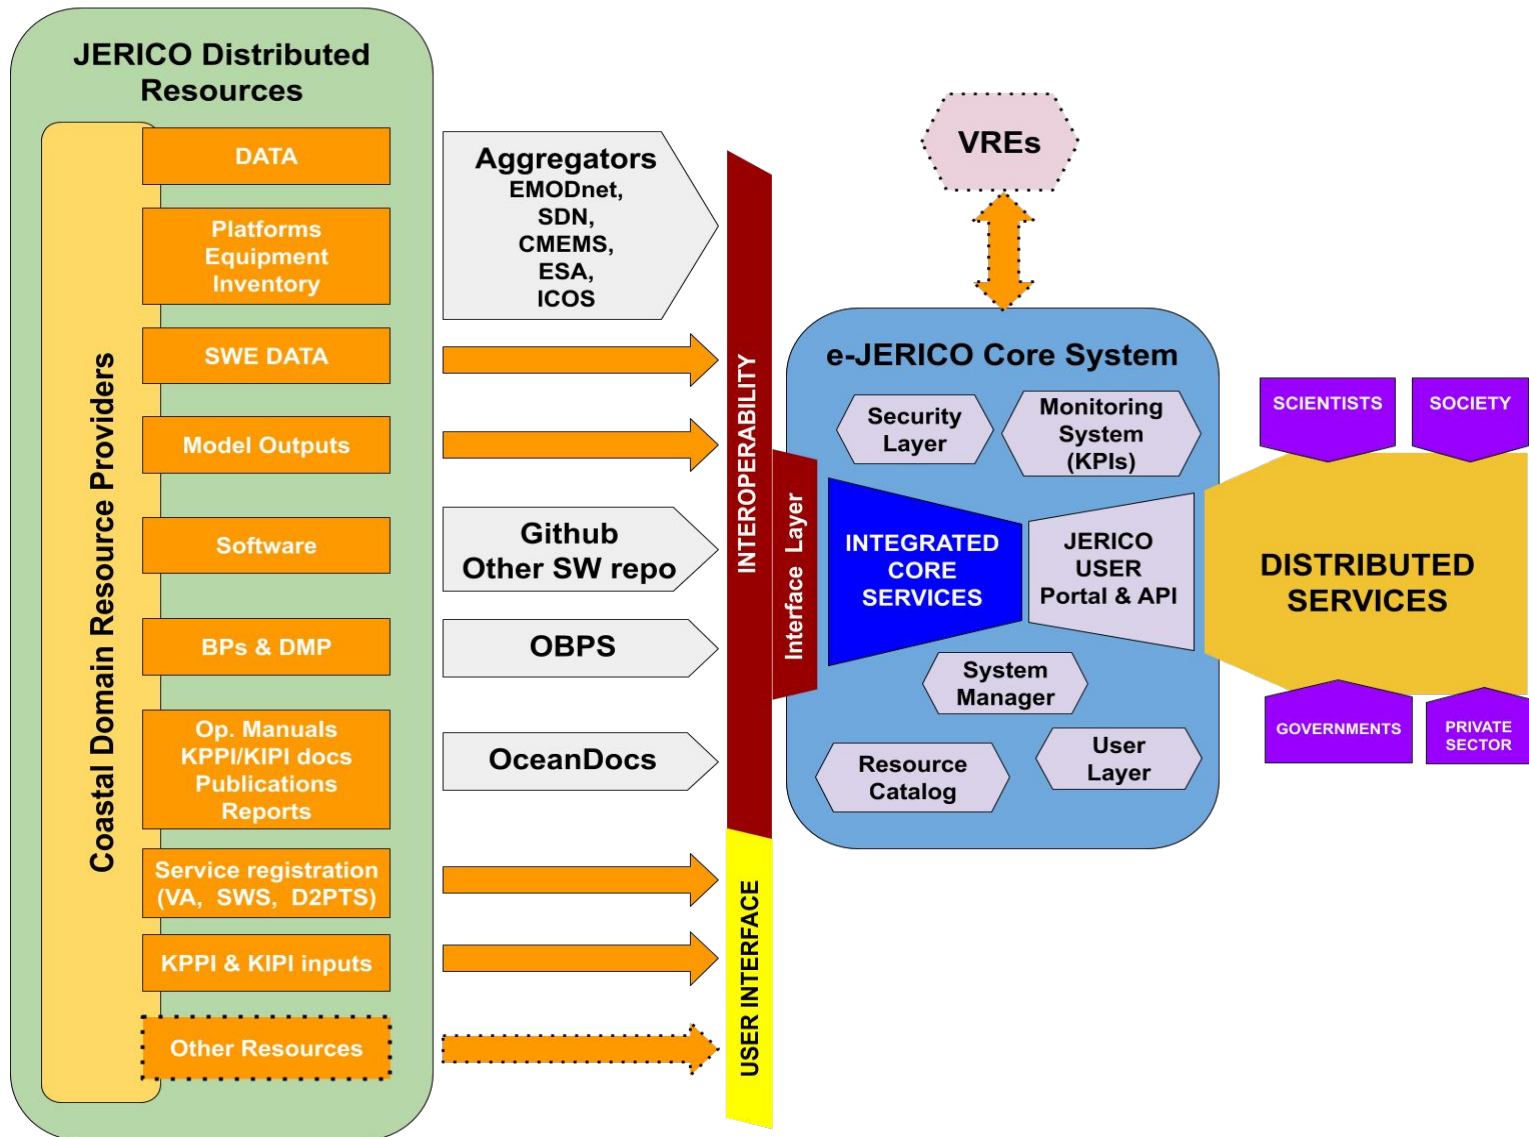 JERICO Distributed
Resources
Coastal Domain Resource Providers
DATA
Platforms
Equipment
Inventory
SWE DATA
Model Outputs
Software
BPs & DMP
Op. Manuals
KPPI/KIPI docs
Publications
Reports
Service registration
(VA, SWS, D2PTS)
KPPI & KIPI inputs
Other Resources
Aggregators
EMODnet,
SDN,
CMEMS,
ESA,
ICOS
Github
Other SW repo
OBPS
OceanDocs
INTEROPERABILITY
USER INTERFACE
Interface Layer
VREs
e-JERICO Core System
Security
Layer
Monitoring
System
(KPIs)
INTEGRATED
CORE
SERVICES
JERICO
USER
Portal & API
System
Manager
Resource
Catalog
User
Layer
SCIENTISTS
SOCIETY
DISTRIBUTED
SERVICES
GOVERNMENTS
PRIVATE
SECTOR